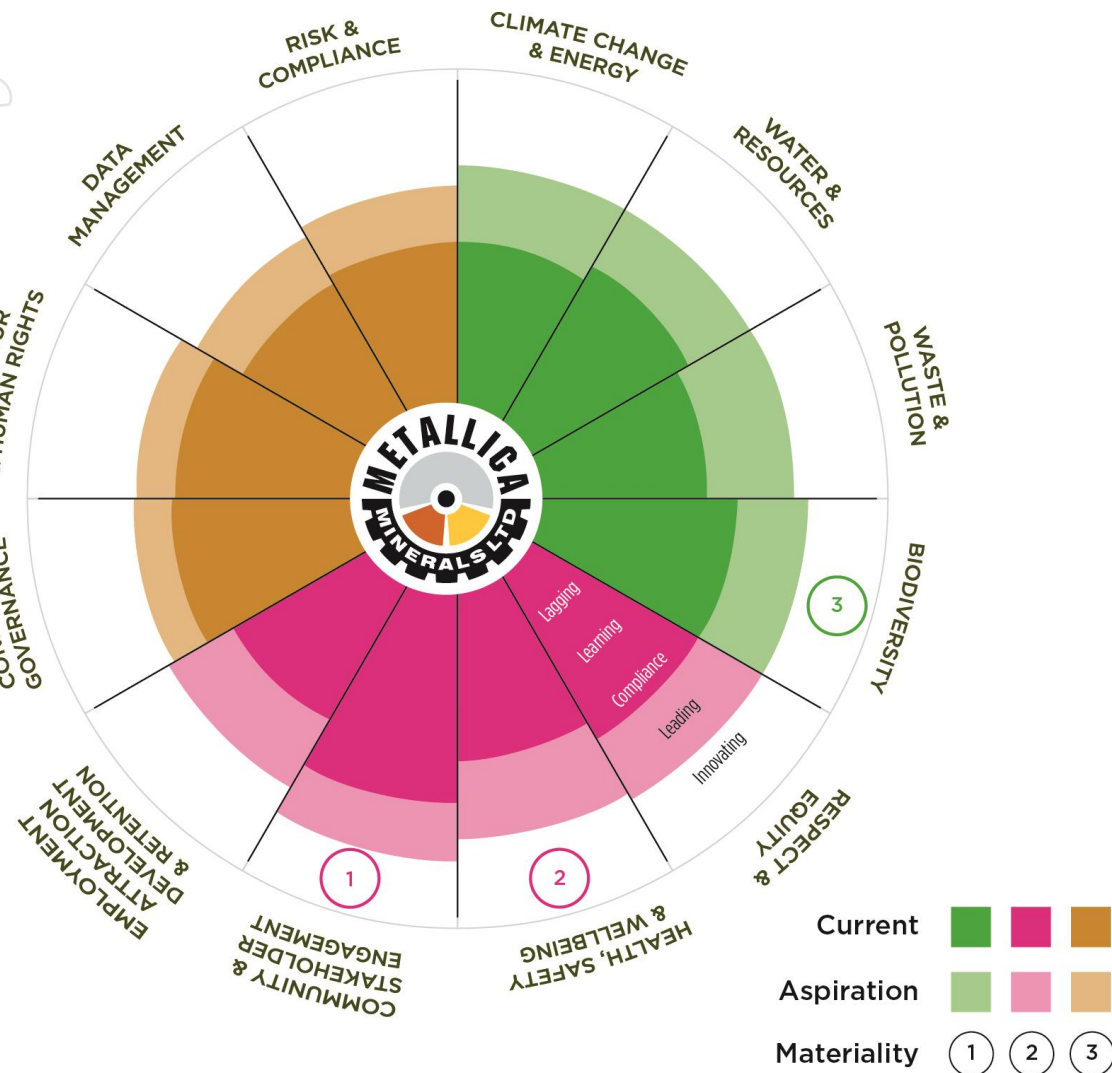 RISK &
COMPLIANCE
CLIMATE CHANGE
& ENERGY
WATER &
RESOURCES
WASTE &
POLLUTION
BIODIVERSITY
3
RESPECT &
EQUITY
HEALTH, SAFETY
& WELLBEING
2
COMMUNITY &
STAKEHOLDER
ENGAGEMENT
1
EMPLOYMENT
ATTRACTION
DEVELOPMENT
& RETENTION
GOVERNANCE
HUMAN RIGHTS
DATA
MANAGEMENT
METALLICA
MINERALS LTD
Lagging
Learning
Compliance
Leading
Innovating
Current
Aspiration
Materiality 1 2 3